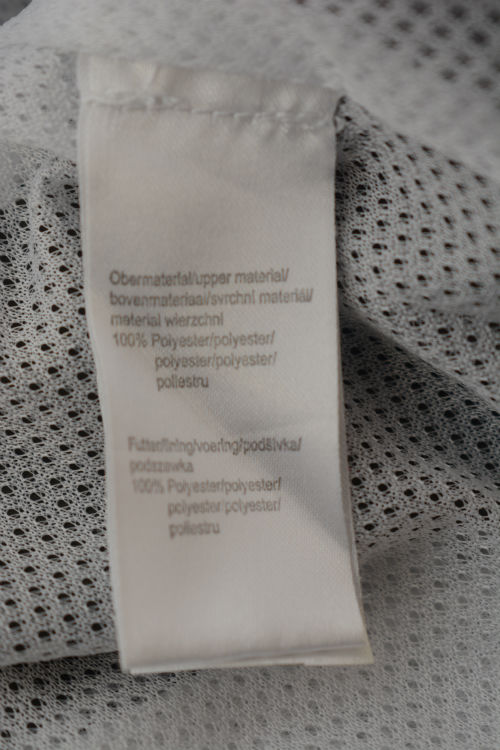 Obermaterial/upper material/
bovenmateriaal/svrchní materiál/
materiał wierzchni
100% Polyester/polyester/
polyester/polyester/
poliestru
Futter/lining/voering/podšívka/
podszewka
100% Polyester/polyester/
polyester/polyester/
poliestru